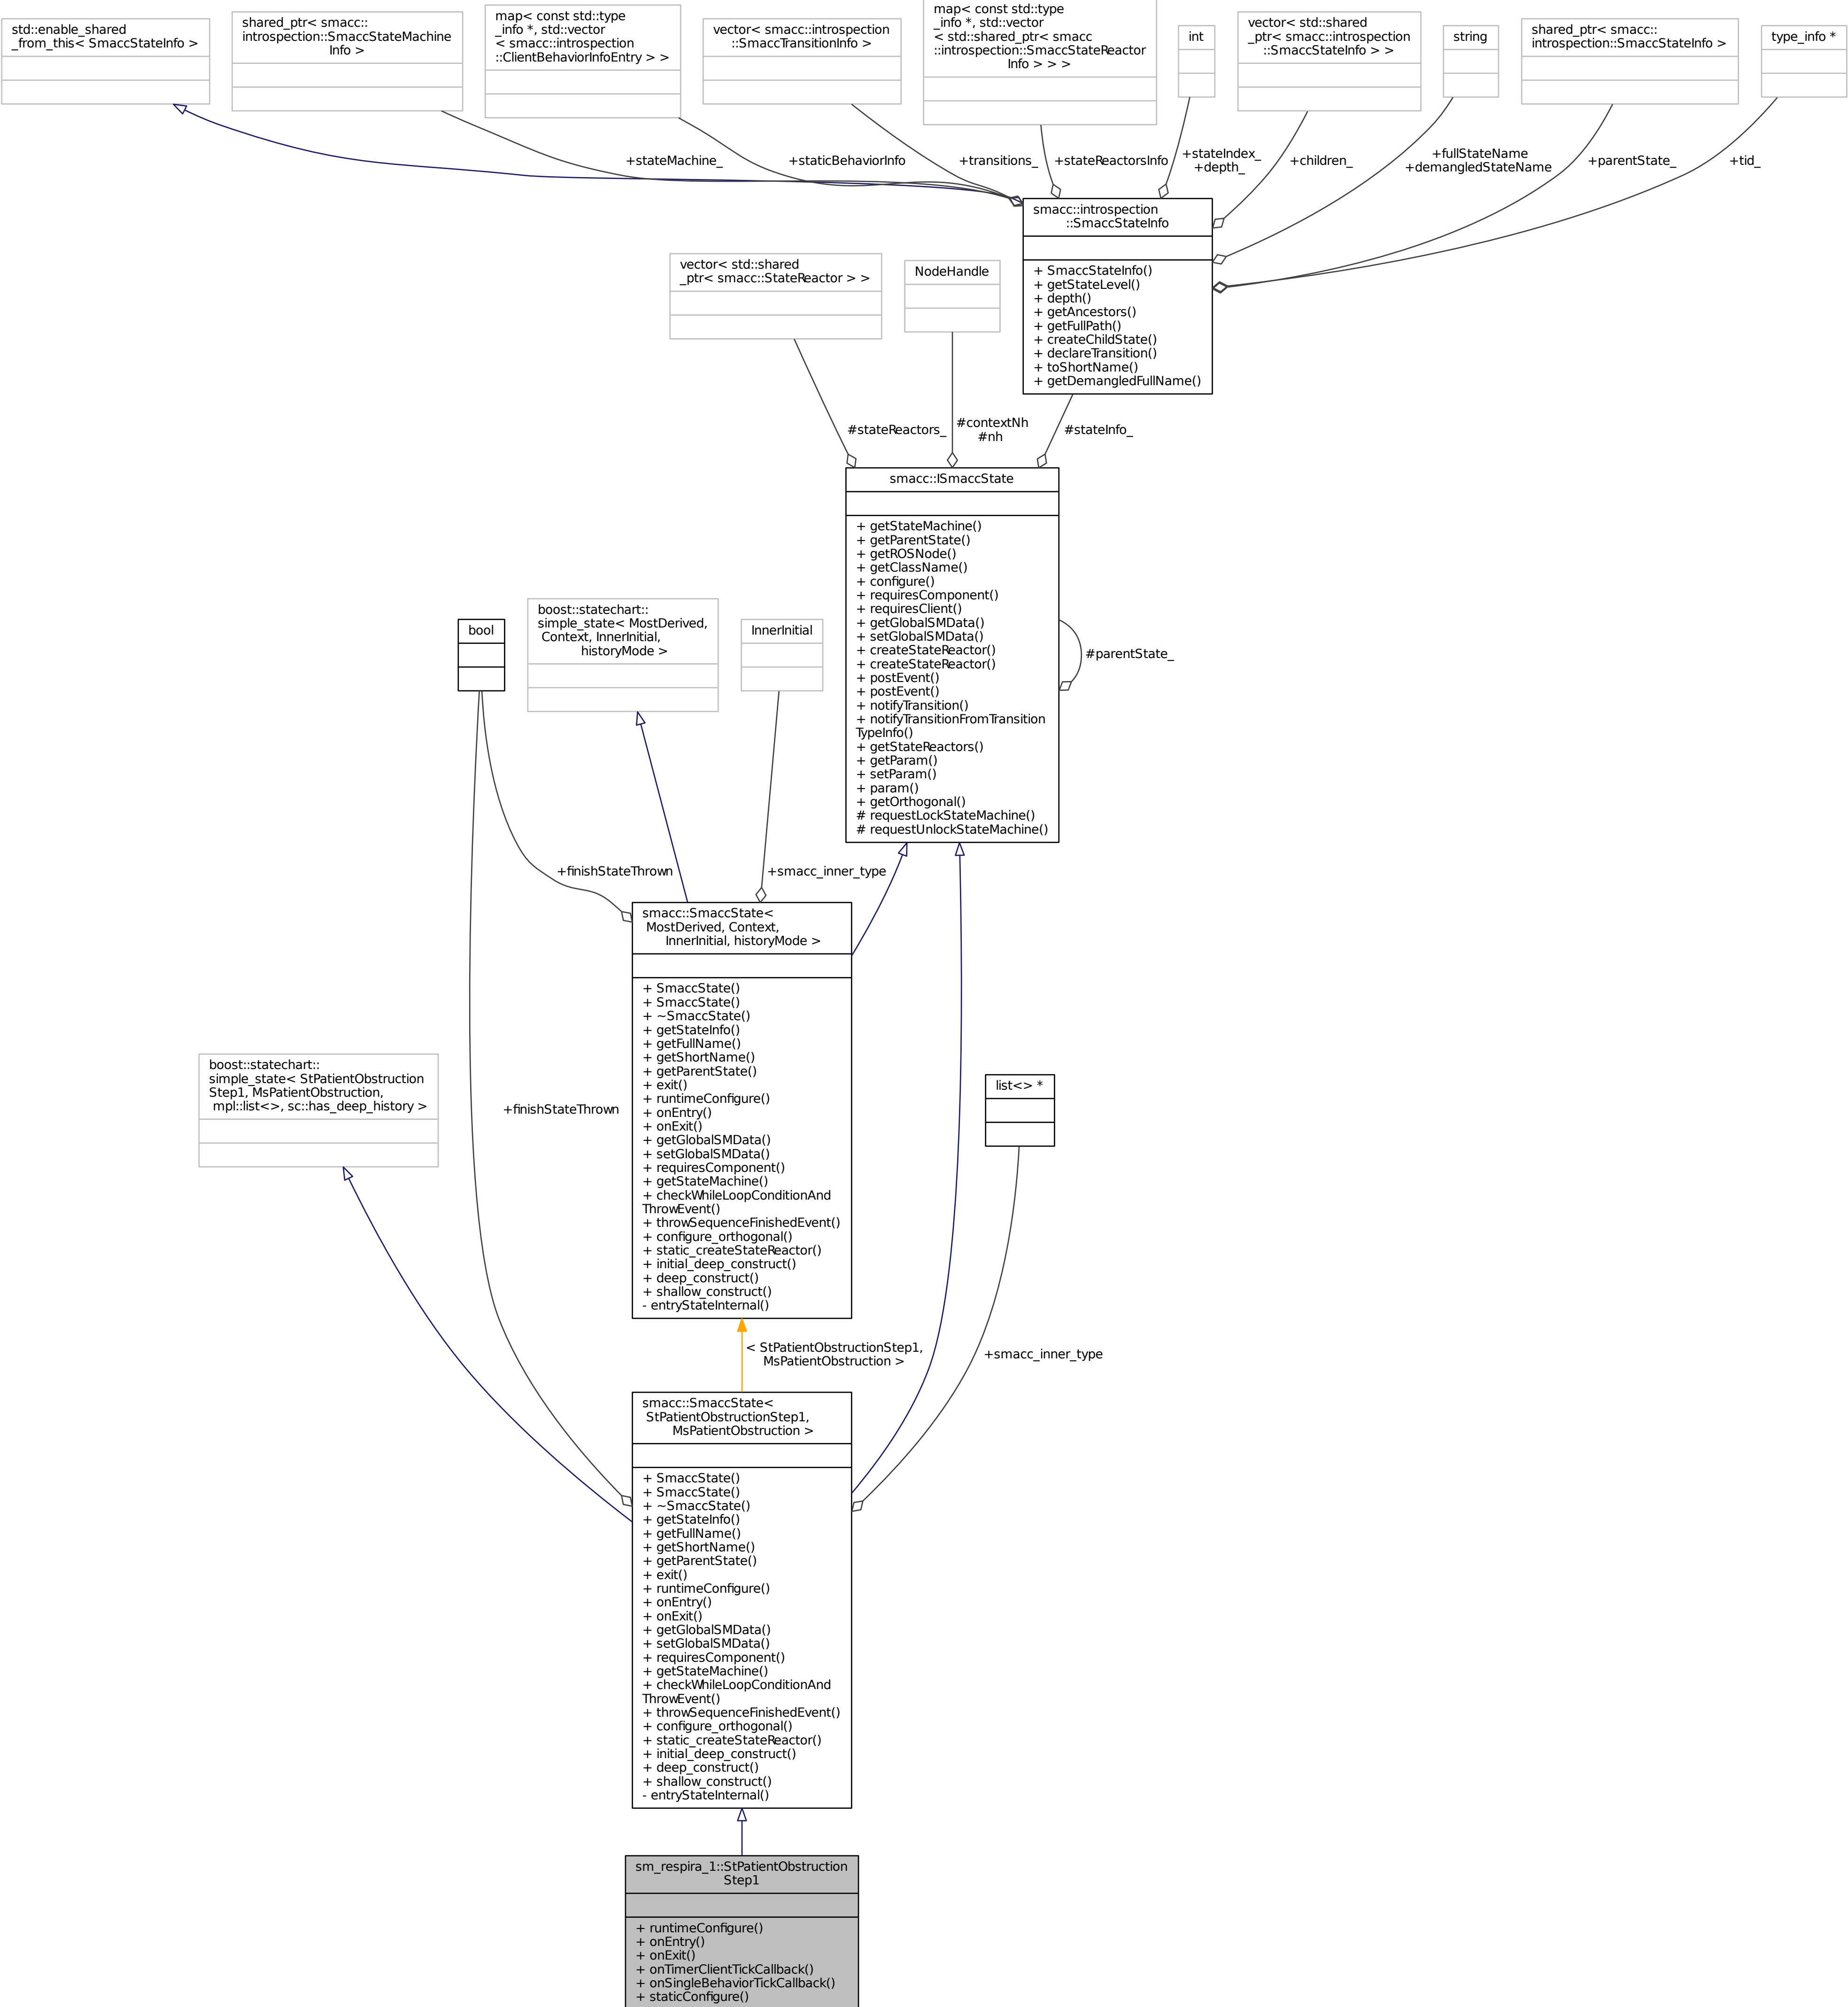 std::enable_shared
_from_this< SmaccStateInfo >
shared_ptr< smacc::
introspection::SmaccStateMachine
Info >
map< const std::type
_info *, std::vector
< smacc::introspection
::ClientBehaviorInfoEntry > >
vector< smacc::introspection
::SmaccTransitionInfo >
map< const std::type
_info *, std::vector
< std::shared_ptr< smacc
::introspection::SmaccStateReactor
Info > > >
int
vector< std::shared
_ptr< smacc::introspection
::SmaccStateInfo > >
string
shared_ptr< smacc::
introspection::SmaccStateInfo >
type_info *
+stateMachine_
+staticBehaviorInfo
+transitions_
+stateReactorsInfo
+stateIndex_
+depth_
+children_
+fullStateName
+demangledStateName
+parentState_
+tid_
smacc::introspection
::SmaccStateInfo
+ SmaccStateInfo()
+ getStateLevel()
+ depth()
+ getAncestors()
+ getFullPath()
+ createChildState()
+ declareTransition()
+ toShortName()
+ getDemangledFullName()
vector< std::shared
_ptr< smacc::StateReactor > >
NodeHandle
#stateReactors_
#contextNh
#nh
#stateInfo_
smacc::ISmaccState
+ getStateMachine()
+ getParentState()
+ getROSNode()
+ getClassName()
+ configure()
+ requiresComponent()
+ requiresClient()
+ getGlobalSMData()
+ setGlobalSMData()
+ createStateReactor()
+ createStateReactor()
+ postEvent()
+ postEvent()
+ notifyTransition()
+ notifyTransitionFromTransition
TypeInfo()
+ getStateReactors()
+ getParam()
+ setParam()
+ param()
+ getOrthogonal()
# requestLockStateMachine()
# requestUnlockStateMachine()
#parentState_
bool
boost::statechart::
simple_state< MostDerived,
Context, InnerInitial,
historyMode >
InnerInitial
+finishStateThrown
+smacc_inner_type
smacc::SmaccState<
MostDerived, Context,
InnerInitial, historyMode >
+ SmaccState()
+ SmaccState()
+ ~SmaccState()
+ getStateInfo()
+ getFullName()
+ getShortName()
+ getParentState()
+ exit()
+ runtimeConfigure()
+ onEntry()
+ onExit()
+ getGlobalSMData()
+ setGlobalSMData()
+ requiresComponent()
+ getStateMachine()
+ checkWhileLoopConditionAnd
ThrowEvent()
+ throwSequenceFinishedEvent()
+ configure_orthogonal()
+ static_createStateReactor()
+ initial_deep_construct()
+ deep_construct()
+ shallow_construct()
- entryStateInternal()
boost::statechart::
simple_state< StPatientObstruction
Step1, MsPatientObstruction,
mpl::list<>, sc::has_deep_history >
+finishStateThrown
list<> *
< StPatientObstructionStep1,
MsPatientObstruction >
+smacc_inner_type
smacc::SmaccState<
StPatientObstructionStep1,
MsPatientObstruction >
+ SmaccState()
+ SmaccState()
+ ~SmaccState()
+ getStateInfo()
+ getFullName()
+ getShortName()
+ getParentState()
+ exit()
+ runtimeConfigure()
+ onEntry()
+ onExit()
+ getGlobalSMData()
+ setGlobalSMData()
+ requiresComponent()
+ getStateMachine()
+ checkWhileLoopConditionAnd
ThrowEvent()
+ throwSequenceFinishedEvent()
+ configure_orthogonal()
+ static_createStateReactor()
+ initial_deep_construct()
+ deep_construct()
+ shallow_construct()
- entryStateInternal()
sm_respira_1::StPatientObstruction
Step1
+ runtimeConfigure()
+ onEntry()
+ onExit()
+ onTimerClientTickCallback()
+ onSingleBehaviorTickCallback()
+ staticConfigure()